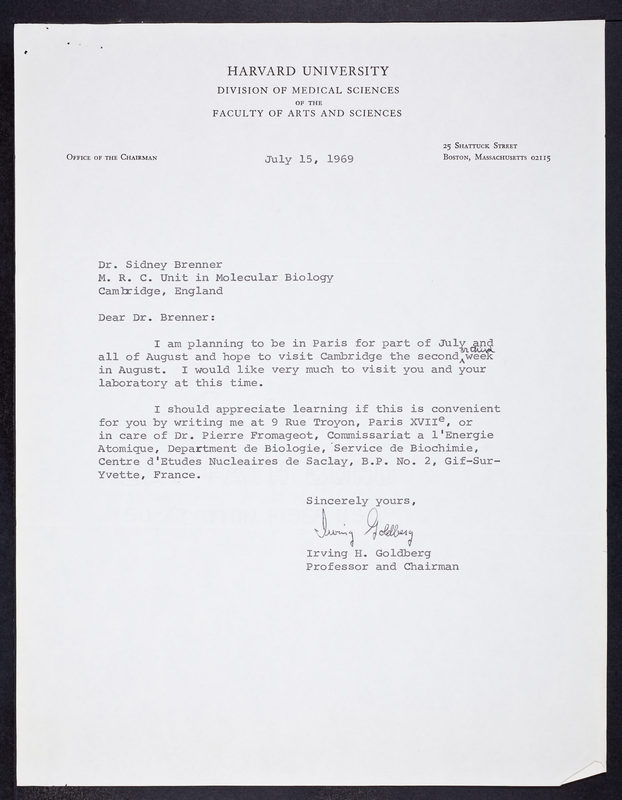 HARVARD UNIVERSITY
DIVISION OF MEDICAL SCIENCES
OF THE
FACULTY OF ARTS AND SCIENCES
OFFICE OF THE CHAIRMAN
July 15, 1969
25 SHATTUCK STREET
BOSTON, MASSACHUSETTS 02115
Dr. Sidney Brenner
M. R. C. Unit in Molecular Biology
Cambridge, England
Dear Dr. Brenner:
I am planning to be in Paris for part of July and
or third
all of August and hope to visit Cambridge the second week
in August. I would like very much to visit you and your
laboratory at this time.
I should appreciate learning if this is convenient
for you by writing me at 9 Rue Troyon, Paris XVIIe, or
in care of Dr. Pierre Fromageot, Commissariat a l'Energie
Atomique, Department de Biologie, Service de Biochimie,
Centre d'Etudes Nucleaires de Saclay, B.P. No. 2, Gif-Sur-
Yvette, France.
Sincerely yours,
Irving Goldberg
Irving H. Goldberg
Professor and Chairman